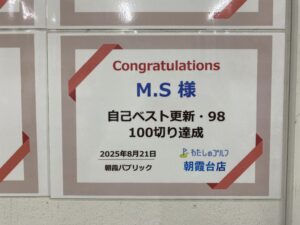 Congratulations
M.S 様
自己ベスト更新・98
100切り達成
2025年8月21日
朝霞パブリック
わたしのゴルフ
朝霞台店